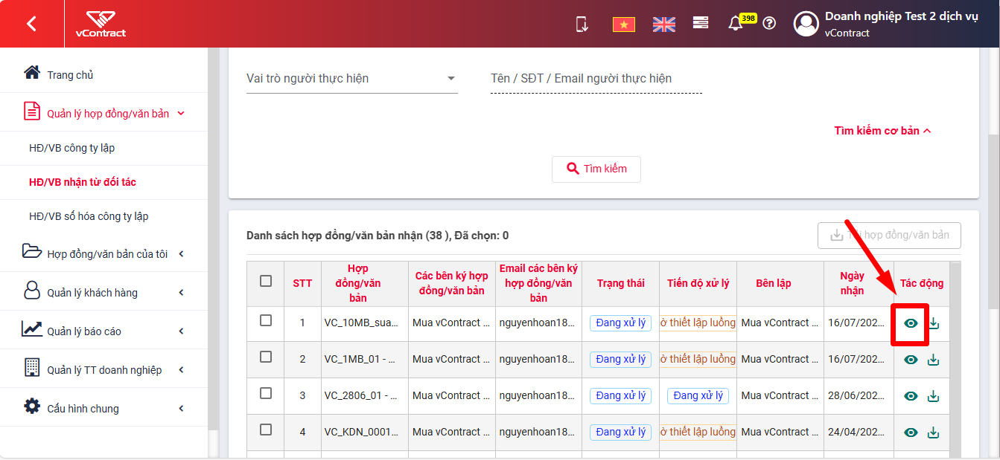 vContract
398
Doanh nghiệp Test 2 dịch vụ
vContract
Trang chủ
Quản lý hợp đồng/văn bản
HĐ/VB công ty lập
HĐ/VB nhận từ đối tác
HĐ/VB số hóa công ty lập
Hợp đồng/văn bản của tôi
Quản lý khách hàng
Quản lý báo cáo
Quản lý TT doanh nghiệp
Cấu hình chung
Vai trò người thực hiện
Tên / SĐT / Email người thực hiện
Tìm kiếm cơ bản
Tìm kiếm
Danh sách hợp đồng/văn bản nhận (38 ), Đã chọn: 0
hợp đồng/văn bản
STT
Hợp
đồng/văn
bản
Các bên ký hợp
đồng/văn bản
Email các bên ký
hợp đồng/văn
bản
Trạng thái
Tiến độ xử lý
Bên lập
Ngày
nhận
Tác động
1 VC_10MB_sua... Mua vContract ... nguyenhoan18... Đang xử lý ờ thiết lập luồng Mua vContract ... 16/07/202...
2 VC_1MB_01 - ... Mua vContract ... nguyenhoan18... Đang xử lý ờ thiết lập luồng Mua vContract ... 16/07/202...
3 VC_2806_01 - ... Mua vContract ... nguyenhoan18... Đang xử lý Đang xử lý Mua vContract ... 28/06/202...
4 VC_KDN_0001... Mua vContract ... nguyenhoan18... Đang xử lý ờ thiết lập luồng Mua vContract ... 24/04/202...